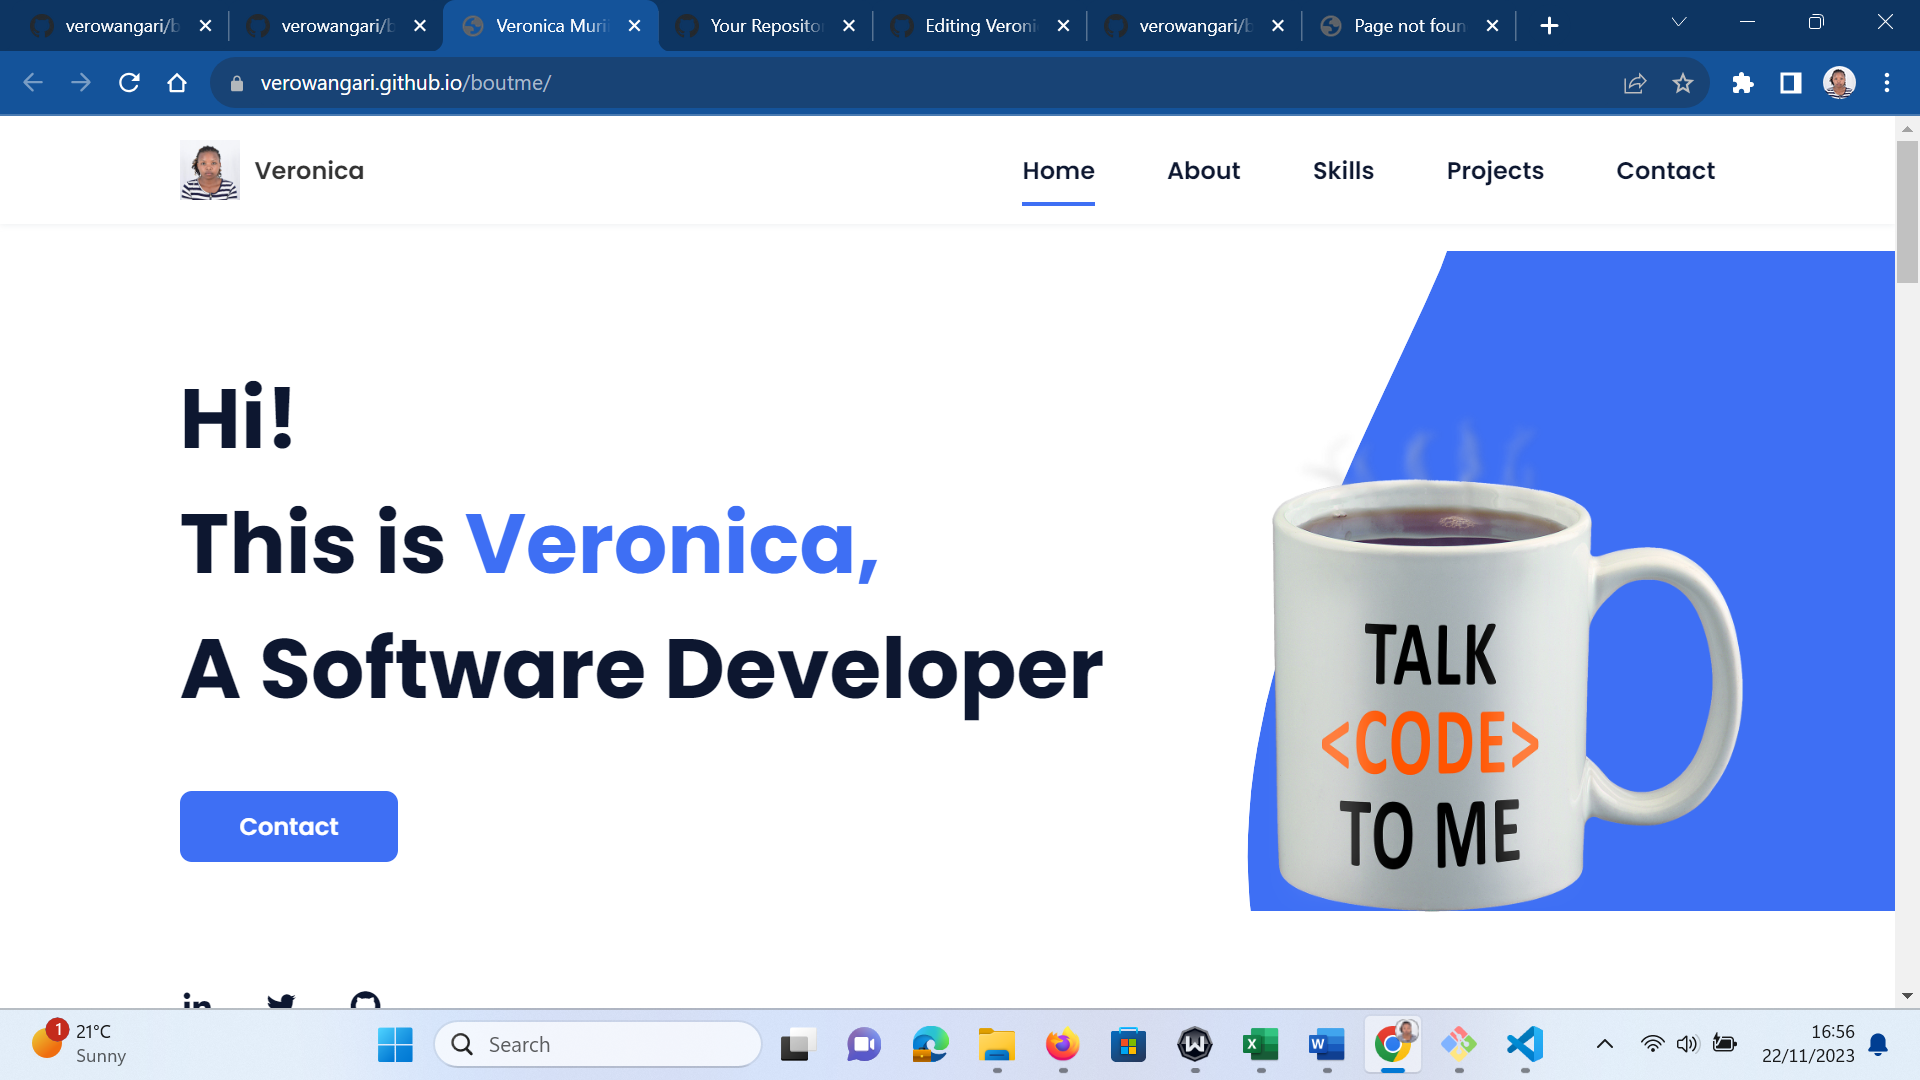 verowangari/b
verowangari/b
Veronica Muri
Your Reposito
Editing Veroni
verowangari/b
Page not foun
verowangari.github.io/boutme/
Veronica
Home
About
Skills
Projects
Contact
Hi!
This is Veronica,
A Software Developer
Contact
TALK
<CODE>
TO ME
in
1
21°C
Sunny
Search
16:56
22/11/2023